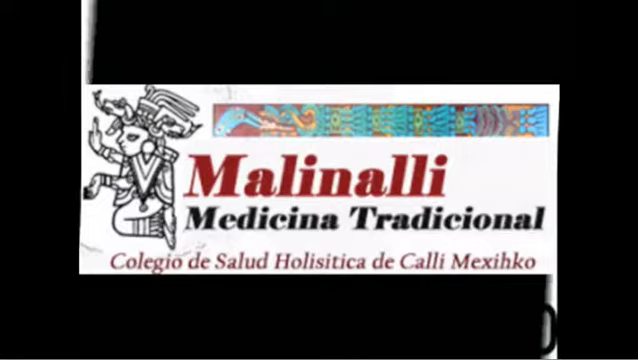 Malinalli
Medicina Tradicional
Colegio de Salud Holisitica de Calli Mexihko